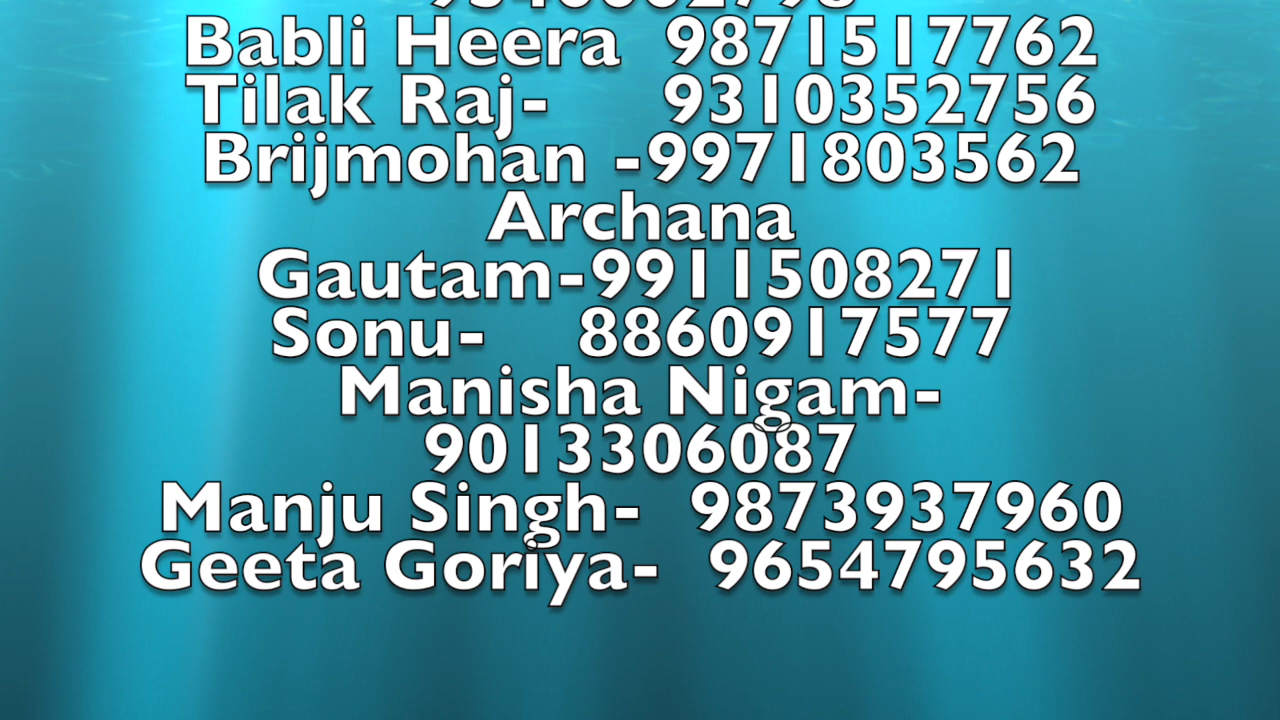 Babli Heera 9871517762
Tilak Raj- 9310352756
Brijmohan -9971803562
Archana
Gautam-9911508271
Sonu- 8860917577
Manisha Nigam-
9013306087
Manju Singh- 9873937960
Geeta Goriya- 9654795632